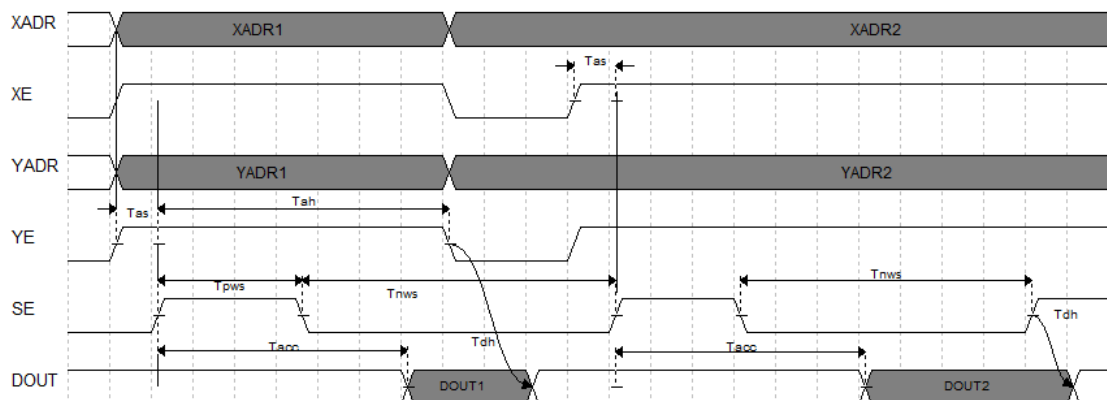 XADR XADR1 XADR2
Tas
XE
YADR YADR1 YADR2
Tas Tah
YE
Tpws Tnws Tnws
SE
Tdh Tdh
Tacc Tacc
DOUT DOUT1 DOUT2